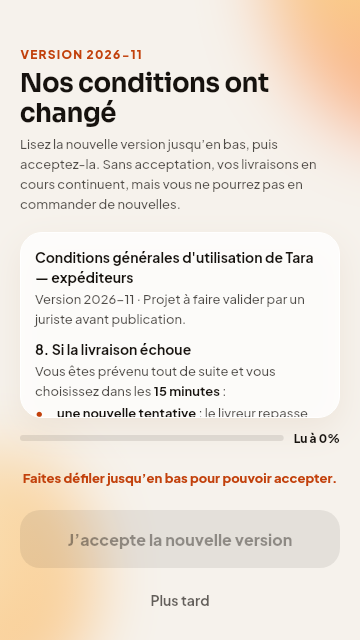 VERSION 2026-11
Nos conditions ont
changé
Lisez la nouvelle version jusqu'en bas, puis
acceptez-la. Sans acceptation, vos livraisons en
cours continuent, mais vous ne pourrez pas en
commander de nouvelles.
Conditions générales d'utilisation de Tara
— expéditeurs
Version 2026-11 · Projet à faire valider par un
juriste avant publication.
8. Si la livraison échoue
Vous êtes prévenu tout de suite et vous
choisissez dans les 15 minutes :
• une nouvelle tentative : le livreur repasse
Lu à 0%
Faites défiler jusqu'en bas pour pouvoir accepter.
J'accepte la nouvelle version
Plus tard